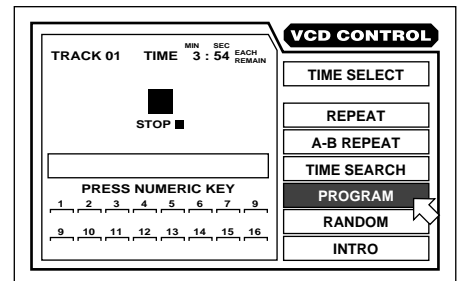 VCD CONTROL
TRACK 01 TIME MIN 3 : SEC 54 EACH REMAIN
STOP
PRESS NUMERIC KEY
1 2 3 4 5 6 7 9
9 10 11 12 13 14 15 16
TIME SELECT
REPEAT
A-B REPEAT
TIME SEARCH
PROGRAM
RANDOM
INTRO